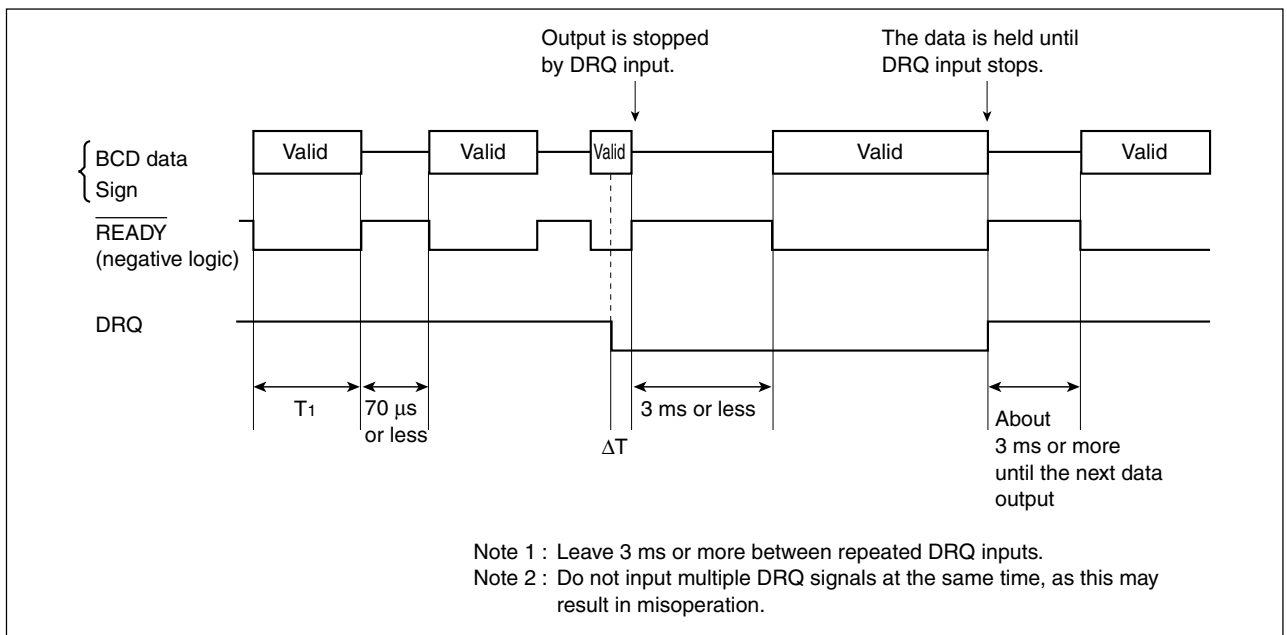 Output is stopped
by DRQ input.
The data is held until
DRQ input stops.
BCD data
Sign
Valid
Valid
Valid
Valid
Valid
READY
(negative logic)
DRQ
T1
70 µs
or less
ΔT
3 ms or less
About
3 ms or more
until the next data
output
Note 1 : Leave 3 ms or more between repeated DRQ inputs.
Note 2 : Do not input multiple DRQ signals at the same time, as this may
result in misoperation.